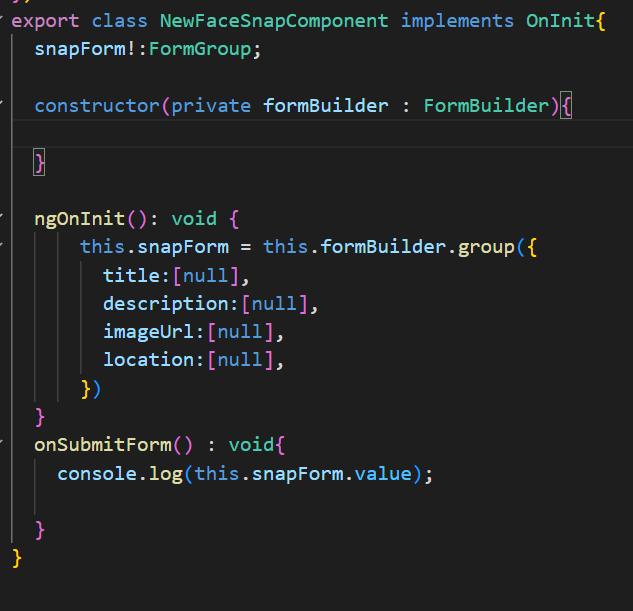 export class NewFaceSnapComponent implements OnInit{
snapForm!:FormGroup;
constructor(private formBuilder : FormBuilder){
}
ngOnInit(): void {
this.snapForm = this.formBuilder.group({
title:[null],
description:[null],
imageUrl:[null],
location:[null],
})
}
onSubmitForm() : void{
console.log(this.snapForm.value);
}
}